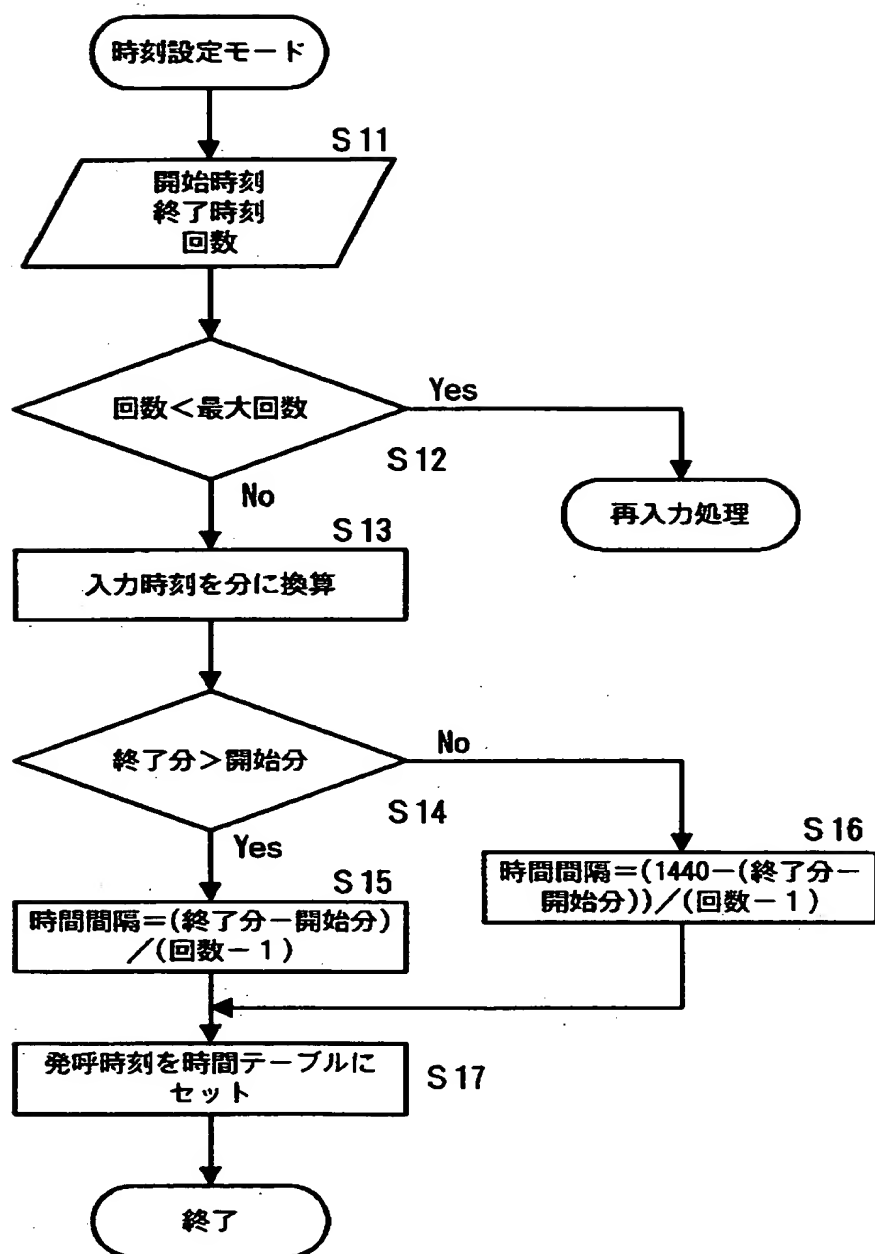 時刻設定モード
S11
開始時刻
終了時刻
回数
回数<最大回数
Yes
S12
No
再入力処理
S13
入力時刻を分に換算
終了分>開始分
No
S14
Yes
S16
時間間隔=(1440-(終了分-
開始分))/(回数-1)
S15
時間間隔=(終了分-開始分)
/(回数-1)
発呼時刻を時間テーブルに
セット
S17
終了